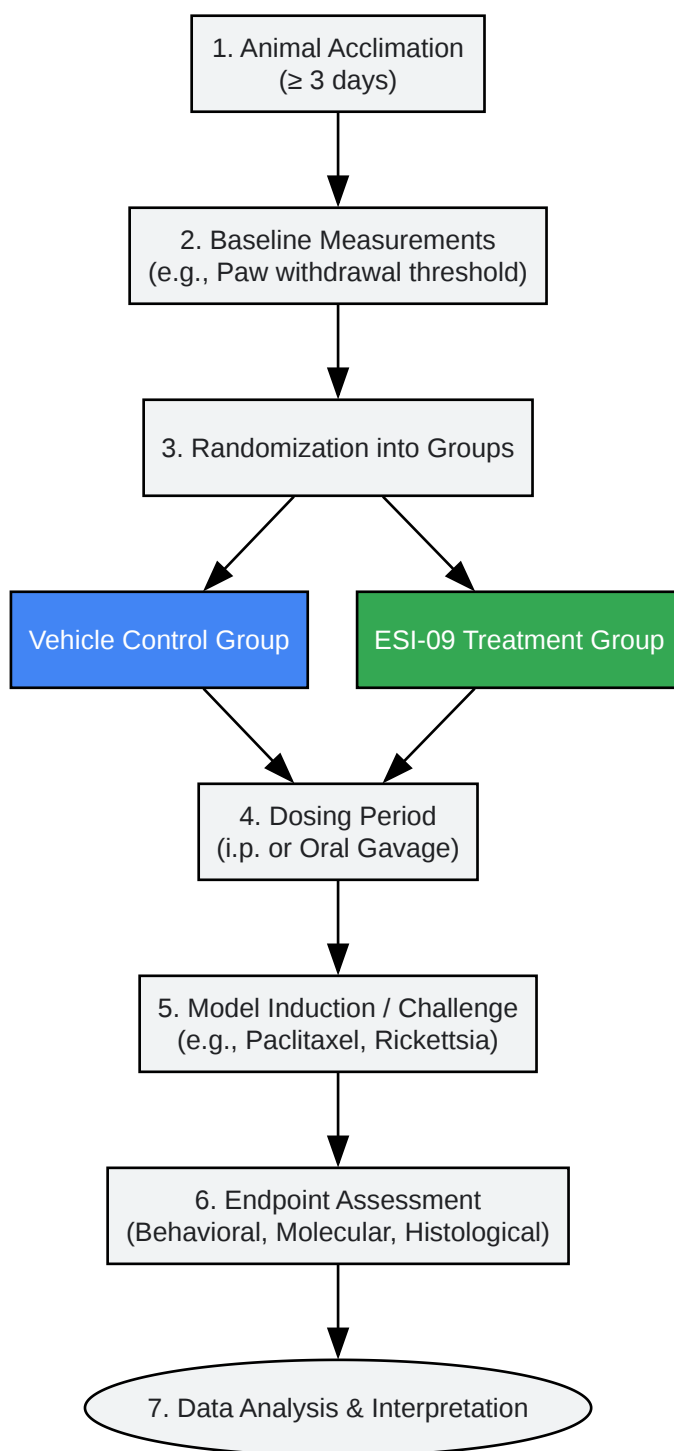 1. Animal Acclimation
(≥ 3 days)
2. Baseline Measurements
(e.g., Paw withdrawal threshold)
3. Randomization into Groups
Vehicle Control Group
ESI-09 Treatment Group
4. Dosing Period
(i.p. or Oral Gavage)
5. Model Induction / Challenge
(e.g., Paclitaxel, Rickettsia)
6. Endpoint Assessment
(Behavioral, Molecular, Histological)
7. Data Analysis & Interpretation